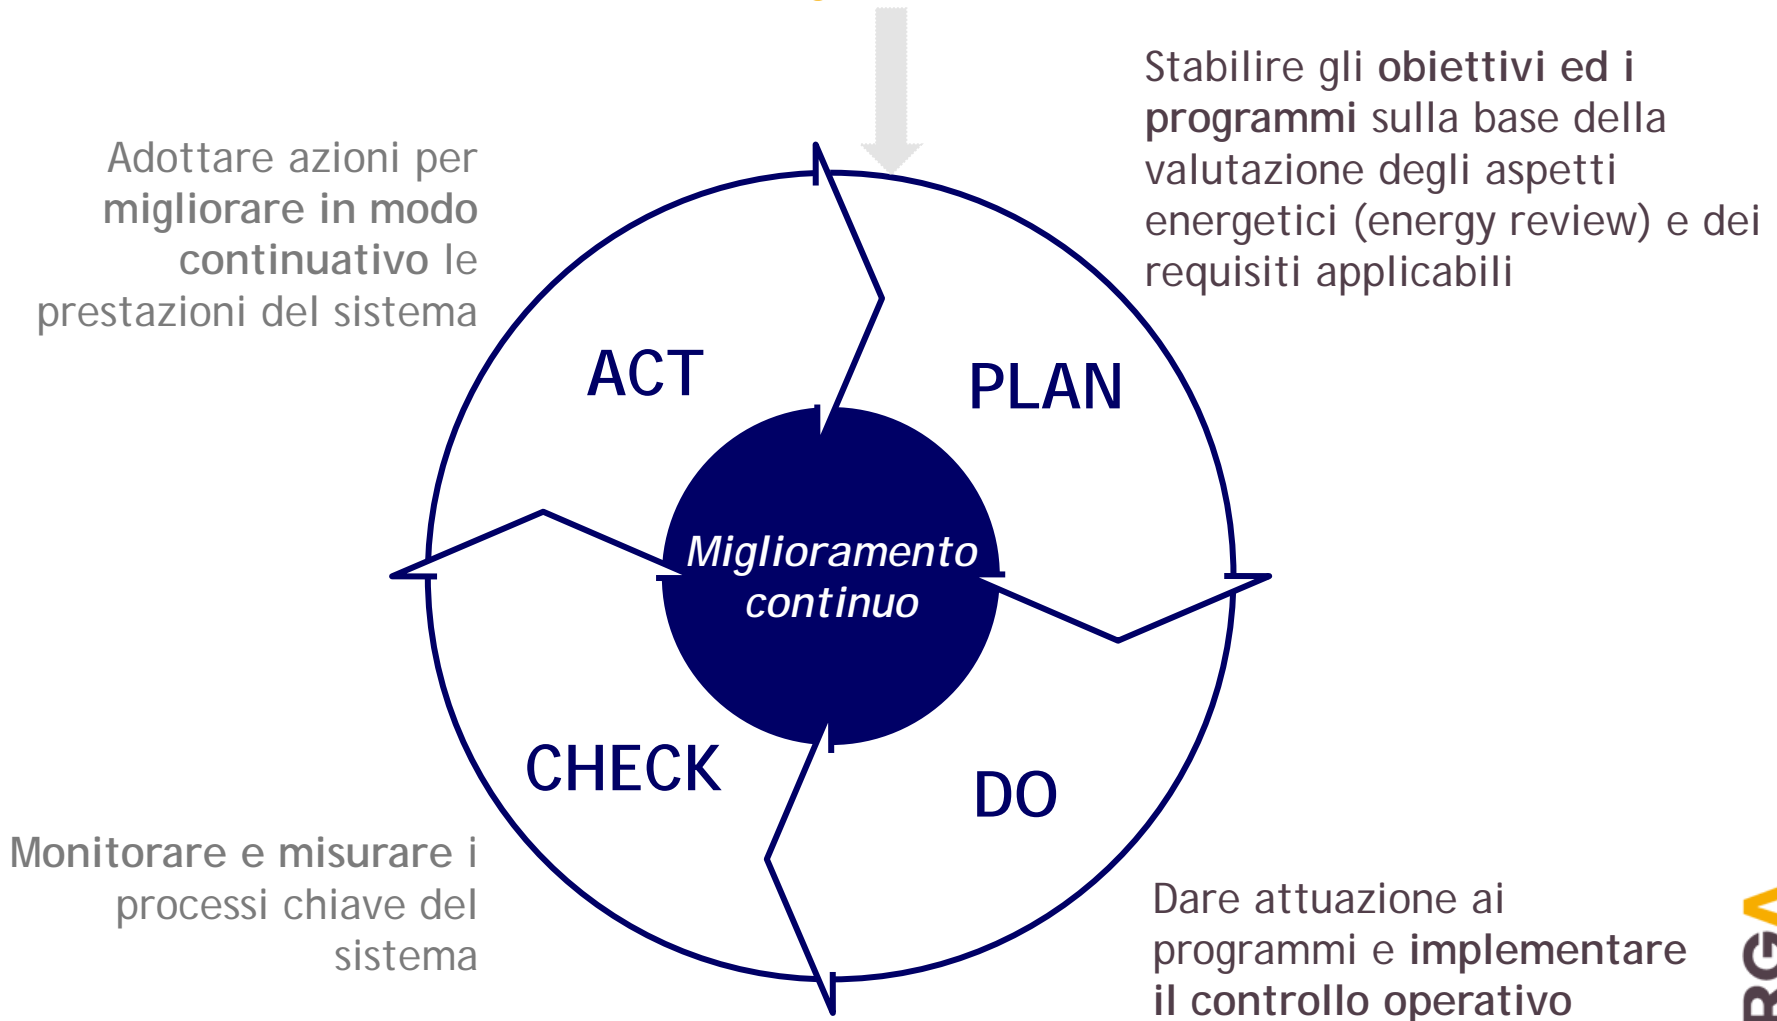 Stabilire gli obiettivi ed i
programmi sulla base della
valutazione degli aspetti
energetici (energy review) e dei
requisiti applicabili
Adottare azioni per
migliorare in modo
continuativo le
prestazioni del sistema
ACT
PLAN
Miglioramento
continuo
CHECK
DO
Monitorare e misurare i
processi chiave del
sistema
Dare attuazione ai
programmi e implementare
il controllo operativo